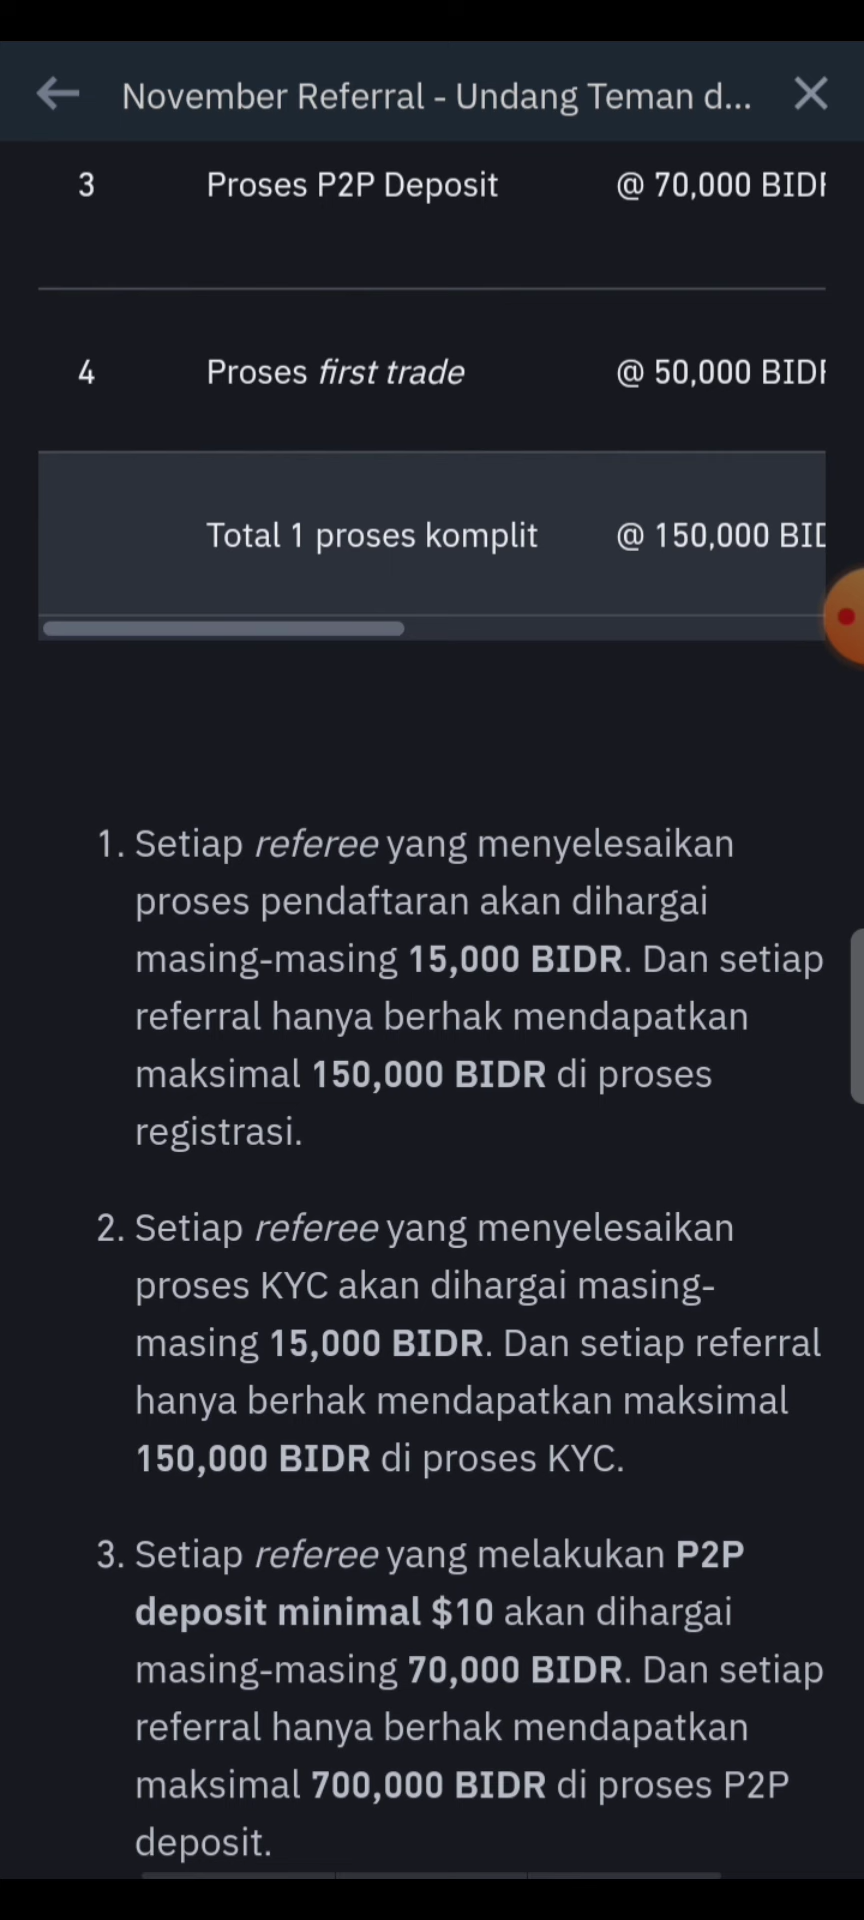 November Referral - Undang Teman d...
3 Proses P2P Deposit @ 70,000 BIDR
4 Proses first trade @ 50,000 BIDR
Total 1 proses komplit @ 150,000 BID
1. Setiap referee yang menyelesaikan
proses pendaftaran akan dihargai
masing-masing 15,000 BIDR. Dan setiap
referral hanya berhak mendapatkan
maksimal 150,000 BIDR di proses
registrasi.
2. Setiap referee yang menyelesaikan
proses KYC akan dihargai masing-
masing 15,000 BIDR. Dan setiap referral
hanya berhak mendapatkan maksimal
150,000 BIDR di proses KYC.
3. Setiap referee yang melakukan P2P
deposit minimal $10 akan dihargai
masing-masing 70,000 BIDR. Dan setiap
referral hanya berhak mendapatkan
maksimal 700,000 BIDR di proses P2P
deposit.